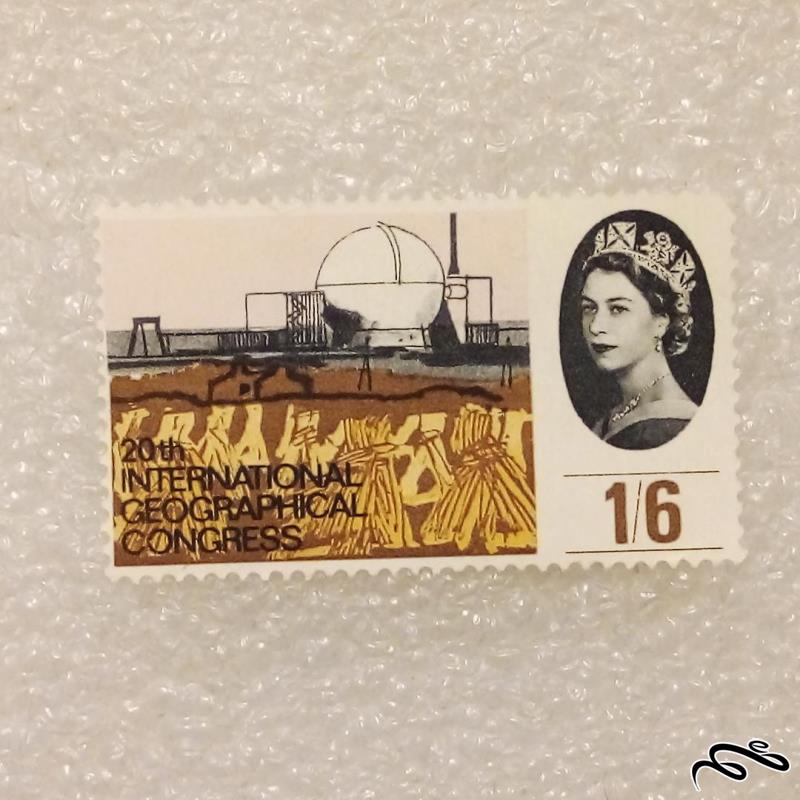 20th
INTERNATIONAL
GEOGRAPHICAL
CONGRESS
1/6